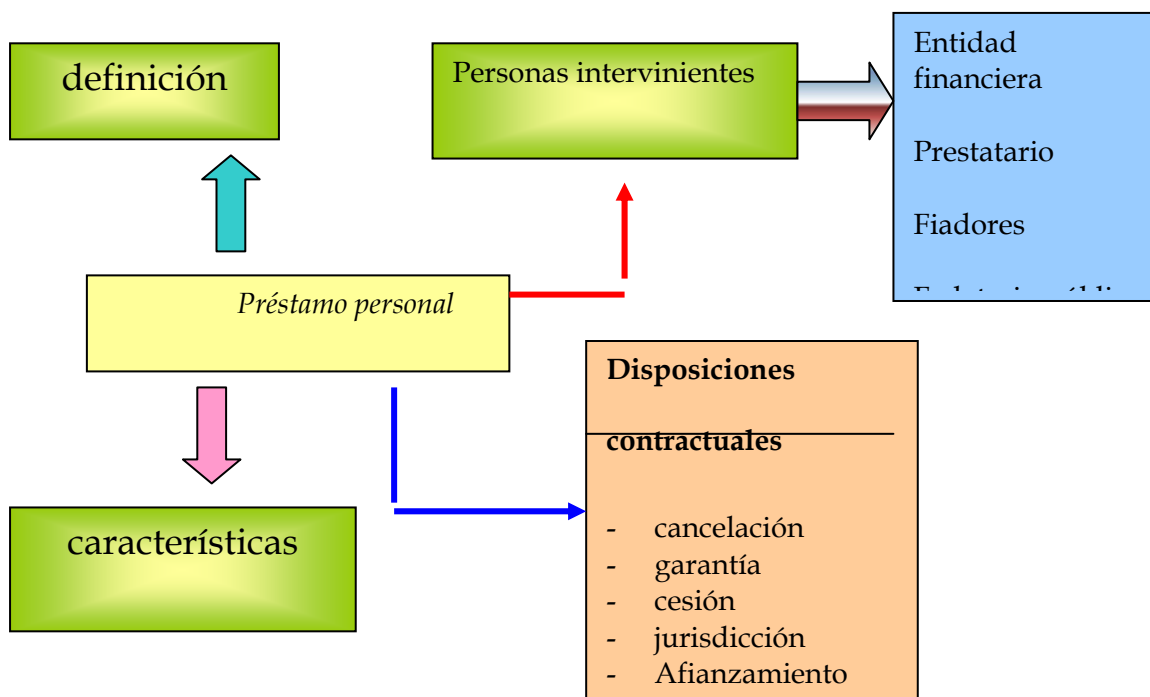 definición
Personas intervinientes
Entidad
financiera
Prestatario
Fiadores
Préstamo personal
Disposiciones
contractuales
- cancelación
- garantía
- cesión
- jurisdicción
- Afianzamiento
características